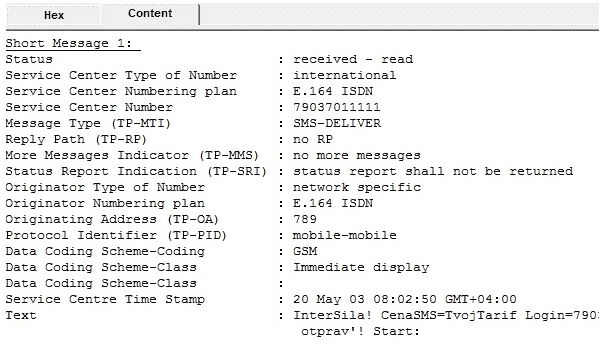 Hex Content
Short Message 1:
Status : received - read
Service Center Type of Number : international
Service Center Numbering plan : E.164 ISDN
Service Center Number : 79037011111
Message Type (TP-MTI) : SMS-DELIVER
Reply Path (TP-RP) : no RP
More Messages Indicator (TP-MMS) : no more messages
Status Report Indication (TP-SRI) : status report shall not be returned
Originator Type of Number : network specific
Originator Numbering plan : E.164 ISDN
Originating Address (TP-OA) : 789
Protocol Identifier (TP-PID) : mobile-mobile
Data Coding Scheme-Coding : GSM
Data Coding Scheme-Class : Immediate display
Data Coding Scheme-Class :
Service Centre Time Stamp : 20 May 03 08:02:50 GMT+04:00
Text : InterSila! CenaSMS=TvojTarif Login=790
otprav'! Start: